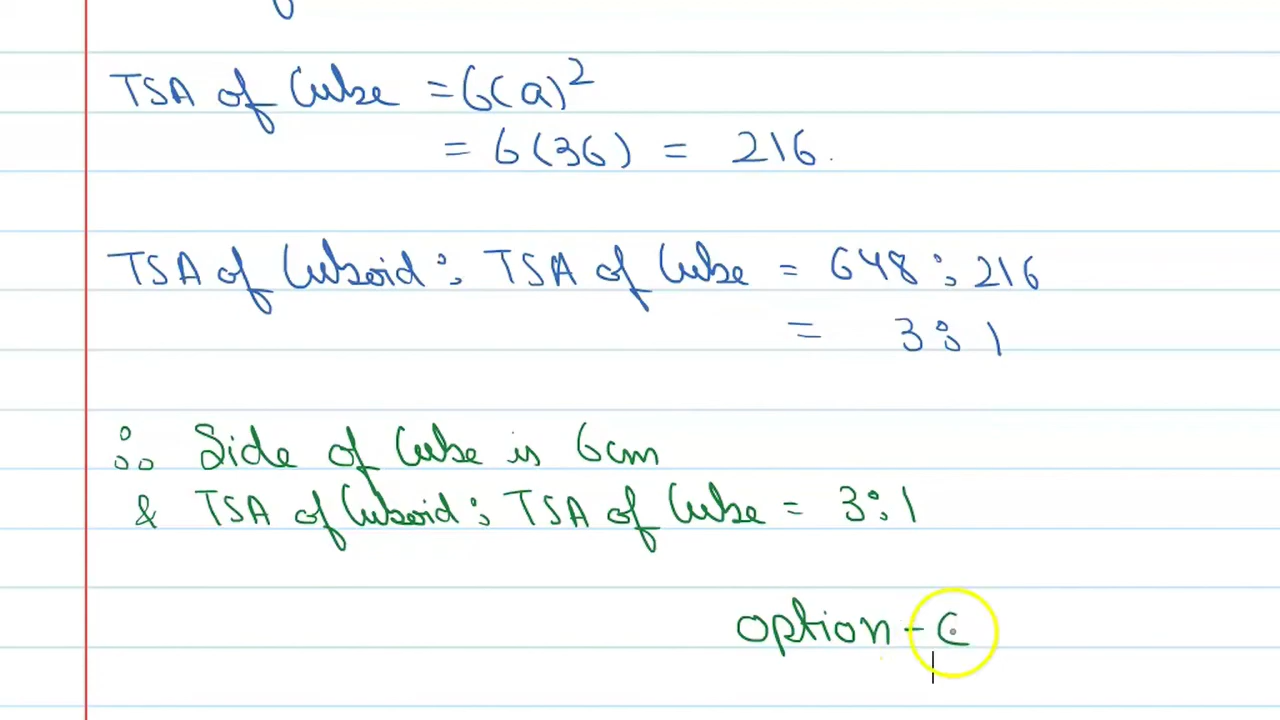 TSA of Cube = 6(a)²
= 6(36) = 216.
TSA of Cuboid : TSA of Cube = 648 : 216
= 3 : 1
∴ Side of Cube is 6cm
& TSA of Cuboid : TSA of Cube = 3 : 1
option - C